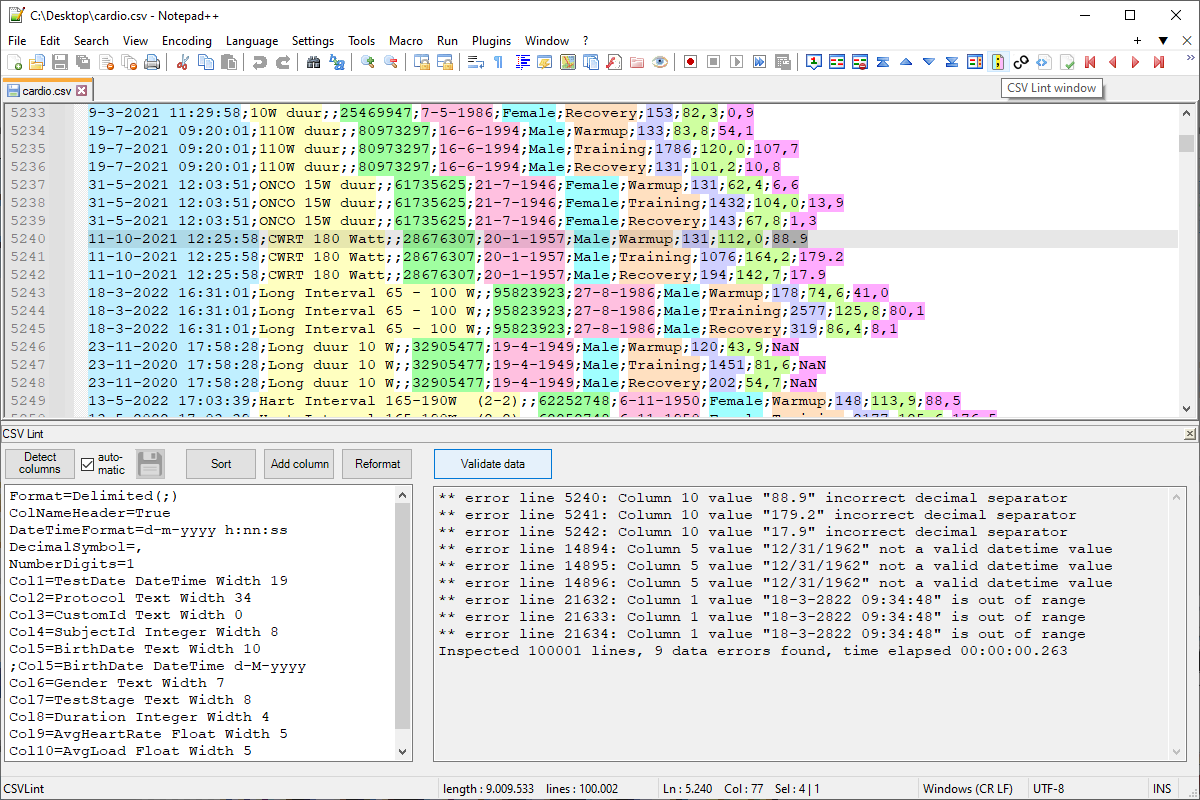 C:\Desktop\cardio.csv - Notepad++
File Edit Search View Encoding Language Settings Tools Macro Run Plugins Window ?
cardio.csv
CSV Lint window
5233 9-3-2021 11:29:58;10W duur;;25469947;7-5-1986;Female;Recovery;153;82,3;0,9
5234 19-7-2021 09:20:01;110W duur;;80973297;16-6-1994;Male;Warmup;133;83,8;54,1
5235 19-7-2021 09:20:01;110W duur;;80973297;16-6-1994;Male;Training;1786;120,0;107,7
5236 19-7-2021 09:20:01;110W duur;;80973297;16-6-1994;Male;Recovery;131;101,2;10,8
5237 31-5-2021 12:03:51;ONCO 15W duur;;61735625;21-7-1946;Female;Warmup;131;62,4;6,6
5238 31-5-2021 12:03:51;ONCO 15W duur;;61735625;21-7-1946;Female;Training;1432;104,0;13,9
5239 31-5-2021 12:03:51;ONCO 15W duur;;61735625;21-7-1946;Female;Recovery;143;67,8;1,3
5240 11-10-2021 12:25:58;CWRT 180 Watt;;28676307;20-1-1957;Male;Warmup;131;112,0;88.9
5241 11-10-2021 12:25:58;CWRT 180 Watt;;28676307;20-1-1957;Male;Training;1076;164,2;179.2
5242 11-10-2021 12:25:58;CWRT 180 Watt;;28676307;20-1-1957;Male;Recovery;194;142,7;17.9
5243 18-3-2022 16:31:01;Long Interval 65 - 100 W;;95823923;27-8-1986;Male;Warmup;178;74,6;41,0
5244 18-3-2022 16:31:01;Long Interval 65 - 100 W;;95823923;27-8-1986;Male;Training;2577;125,8;80,1
5245 18-3-2022 16:31:01;Long Interval 65 - 100 W;;95823923;27-8-1986;Male;Recovery;319;86,4;8,1
5246 23-11-2020 17:58:28;Long duur 10 W;;32905477;19-4-1949;Male;Warmup;120;43,9;NaN
5247 23-11-2020 17:58:28;Long duur 10 W;;32905477;19-4-1949;Male;Training;1451;81,6;NaN
5248 23-11-2020 17:58:28;Long duur 10 W;;32905477;19-4-1949;Male;Recovery;202;54,7;NaN
5249 13-5-2022 17:03:39;Hart Interval 165-190W  (2-2);;62252748;6-11-1950;Female;Warmup;148;113,9;88,5
CSV Lint
Detect columns
auto-matic
Sort
Add column
Reformat
Validate data
Format=Delimited(;)
ColNameHeader=True
DateTimeFormat=d-m-yyyy h:nn:ss
DecimalSymbol=,
NumberDigits=1
Col1=TestDate DateTime Width 19
Col2=Protocol Text Width 34
Col3=CustomId Text Width 0
Col4=SubjectId Integer Width 8
Col5=BirthDate Text Width 10
;Col5=BirthDate DateTime d-M-yyyy
Col6=Gender Text Width 7
Col7=TestStage Text Width 8
Col8=Duration Integer Width 4
Col9=AvgHeartRate Float Width 5
Col10=AvgLoad Float Width 5
** error line 5240: Column 10 value "88.9" incorrect decimal separator
** error line 5241: Column 10 value "179.2" incorrect decimal separator
** error line 5242: Column 10 value "17.9" incorrect decimal separator
** error line 14894: Column 5 value "12/31/1962" not a valid datetime value
** error line 14895: Column 5 value "12/31/1962" not a valid datetime value
** error line 14896: Column 5 value "12/31/1962" not a valid datetime value
** error line 21632: Column 1 value "18-3-2822 09:34:48" is out of range
** error line 21633: Column 1 value "18-3-2822 09:34:48" is out of range
** error line 21634: Column 1 value "18-3-2822 09:34:48" is out of range
Inspected 100001 lines, 9 data errors found, time elapsed 00:00:00.263
CSVLint length : 9.009.533 lines : 100.002 Ln : 5.240 Col : 77 Sel : 4 | 1 Windows (CR LF) UTF-8 INS